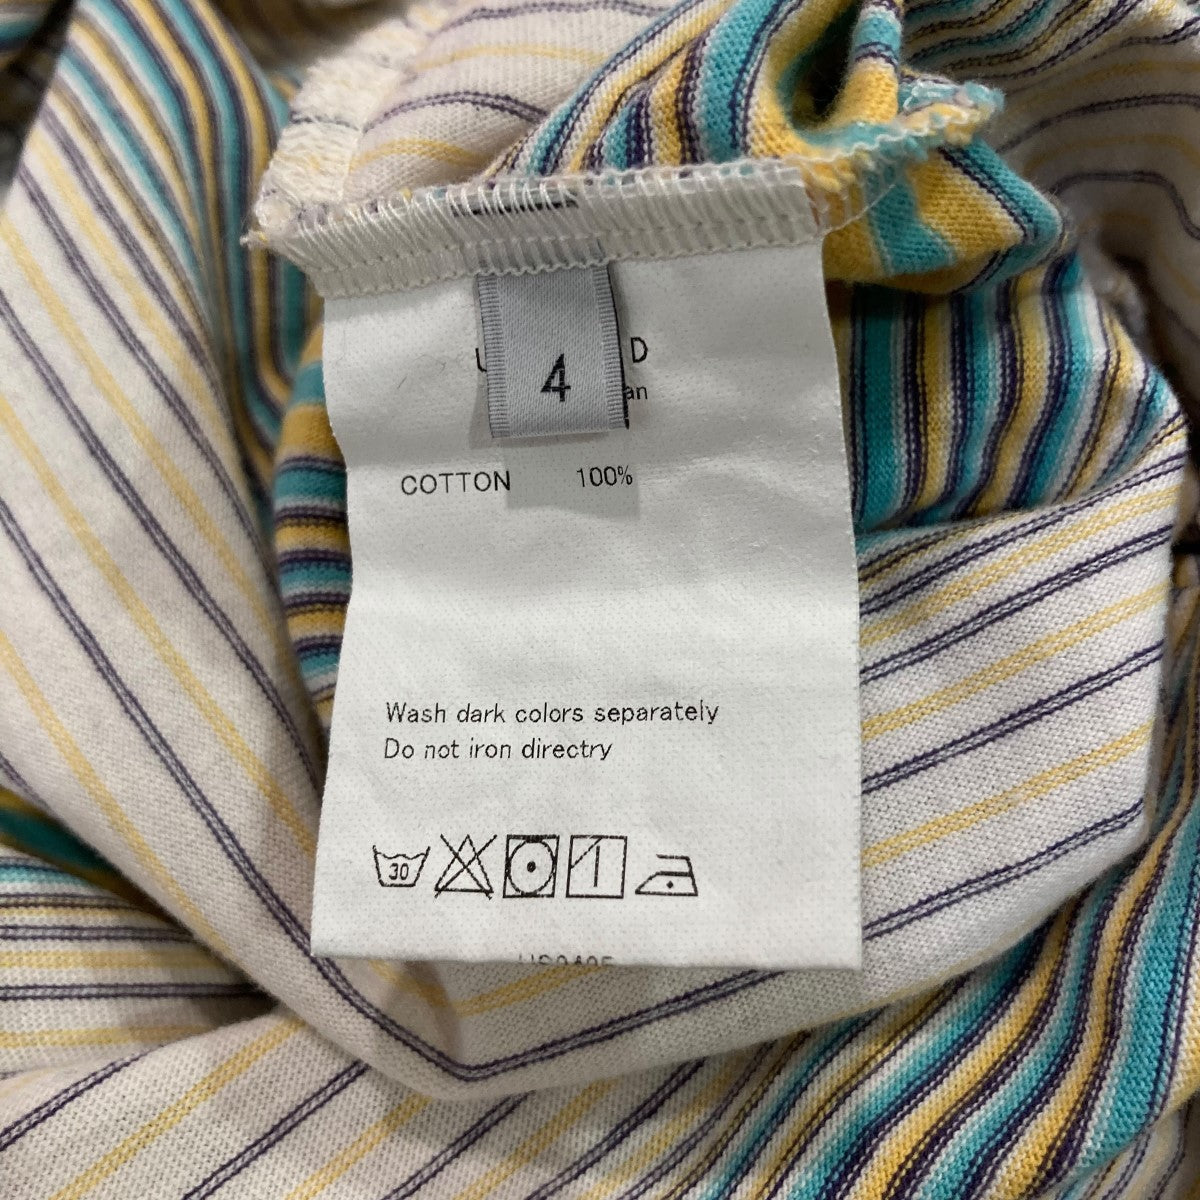 4
COTTON 100%
Wash dark colors separately
Do not iron directry
30